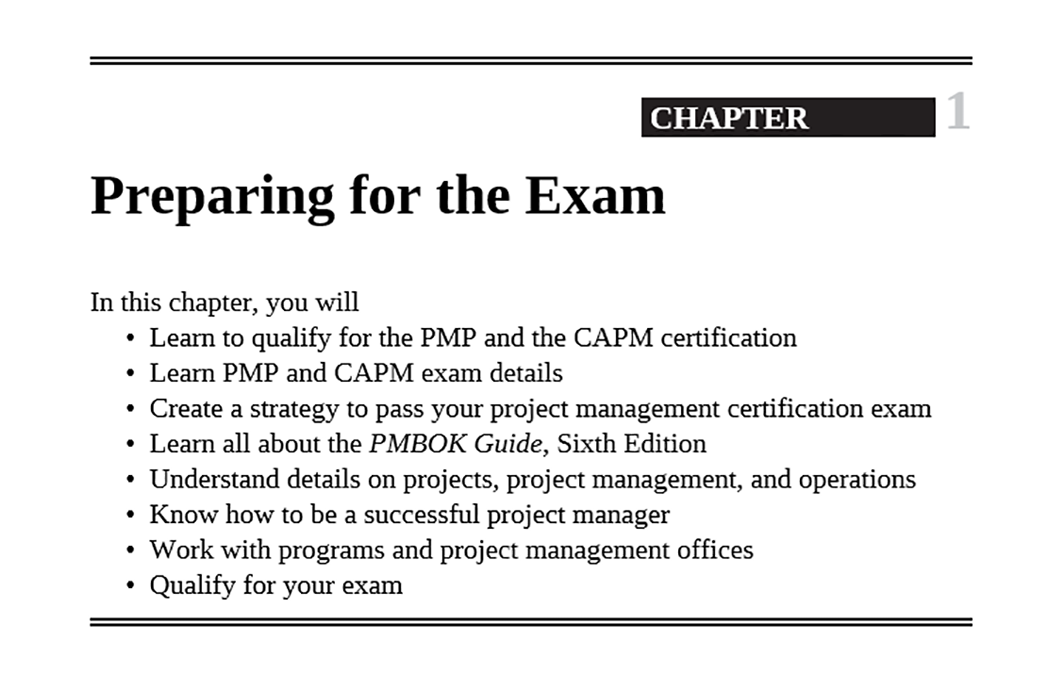 CHAPTER 1
Preparing for the Exam
In this chapter, you will
• Learn to qualify for the PMP and the CAPM certification
• Learn PMP and CAPM exam details
• Create a strategy to pass your project management certification exam
• Learn all about the PMBOK Guide, Sixth Edition
• Understand details on projects, project management, and operations
• Know how to be a successful project manager
• Work with programs and project management offices
• Qualify for your exam